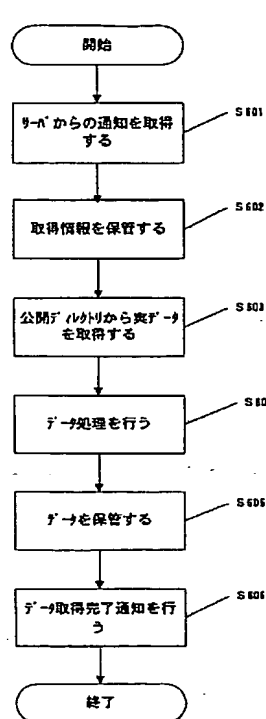 開始
ｻｰﾊﾞからの通知を取得
する
S601
取得情報を保管する
S602
公開ﾃﾞｨﾚｸﾄﾘから実ﾃﾞｰﾀ
を取得する
S603
ﾃﾞｰﾀ処理を行う
S60
ﾃﾞｰﾀを保管する
S605
ﾃﾞｰﾀ取得完了通知を行
う
S606
終了